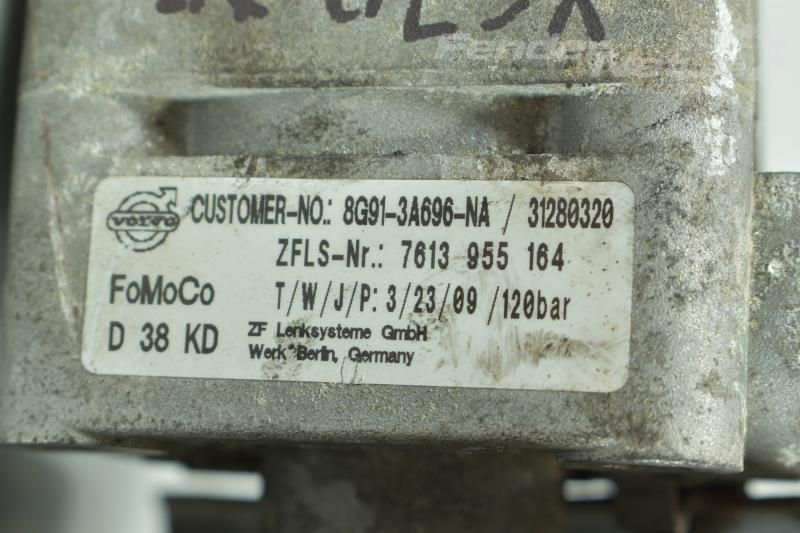 Fender
VOLVO
CUSTOMER-NO.: 8G91-3A696-NA / 31280320
ZFLS-Nr.: 7613 955 164
FoMoCo
T/W/J/P: 3/23/09 /120bar
D 38 KD
ZF Lenksysteme GmbH
Werk Berlin, Germany